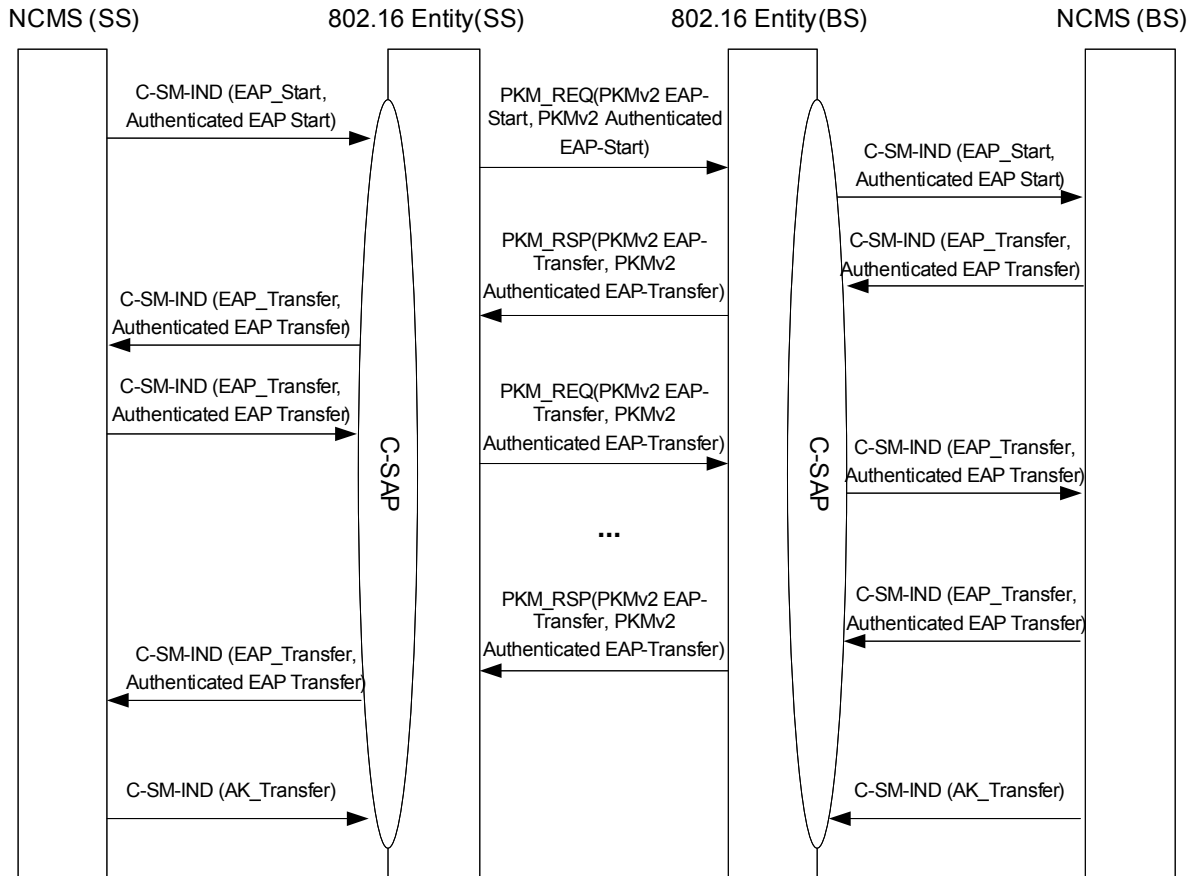 NCMS (SS)
802.16 Entity(SS)
802.16 Entity(BS)
NCMS (BS)
C-SM-IND (EAP_Start,
Authenticated EAP Start)
PKM_REQ(PKMv2 EAP-
Start, PKMv2 Authenticated
EAP-Start)
C-SM-IND (EAP_Start,
Authenticated EAP Start)
C-SM-IND (EAP_Transfer,
Authenticated EAP Transfer)
PKM_RSP(PKMv2 EAP-
Transfer, PKMv2
Authenticated EAP-Transfer)
C-SM-IND (EAP_Transfer,
Authenticated EAP Transfer)
C-SM-IND (EAP_Transfer,
Authenticated EAP Transfer)
PKM_REQ(PKMv2 EAP-
Transfer, PKMv2
Authenticated EAP-Transfer)
C-SM-IND (EAP_Transfer,
Authenticated EAP Transfer)
C-SAP
C-SAP
...
PKM_RSP(PKMv2 EAP-
Transfer, PKMv2
Authenticated EAP-Transfer)
C-SM-IND (EAP_Transfer,
Authenticated EAP Transfer)
C-SM-IND (EAP_Transfer,
Authenticated EAP Transfer)
C-SM-IND (AK_Transfer)
C-SM-IND (AK_Transfer)